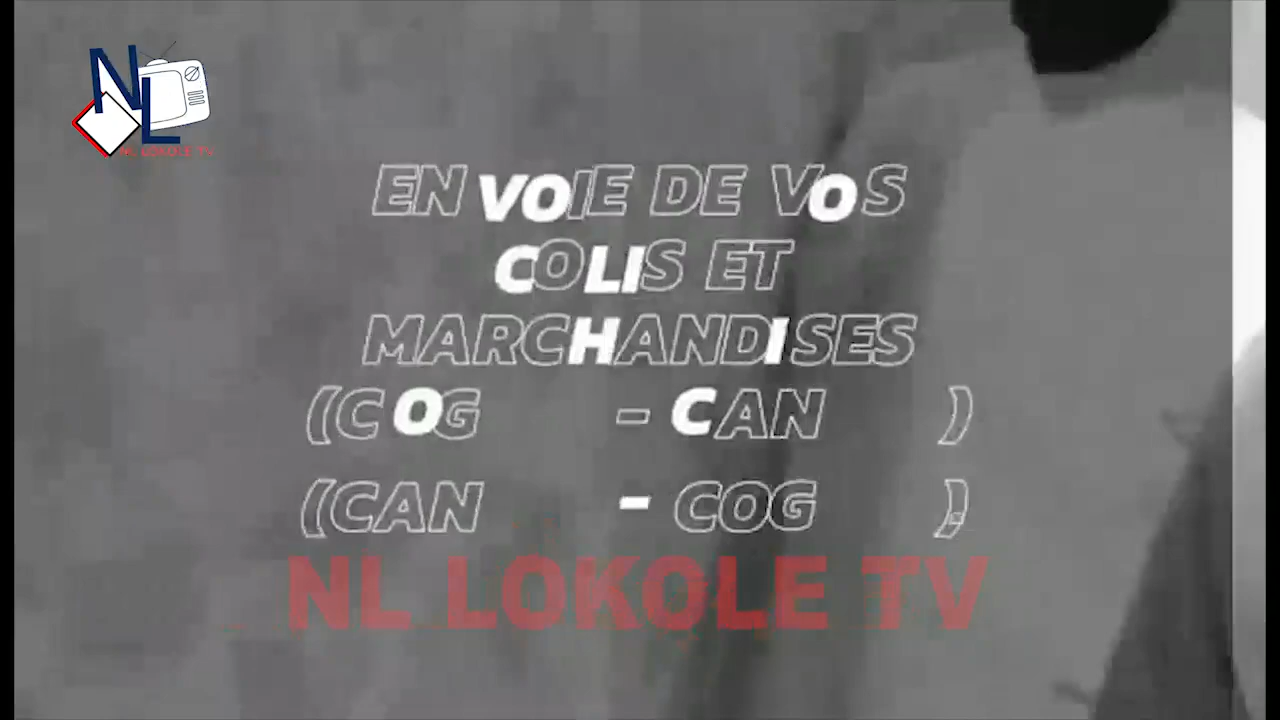 NL
NL LOKOLE TV
EN VOIE DE VOS
COLIS ET
MARCHANDISES
(COG - CAN )
(CAN - COG )
NL LOKOLE TV